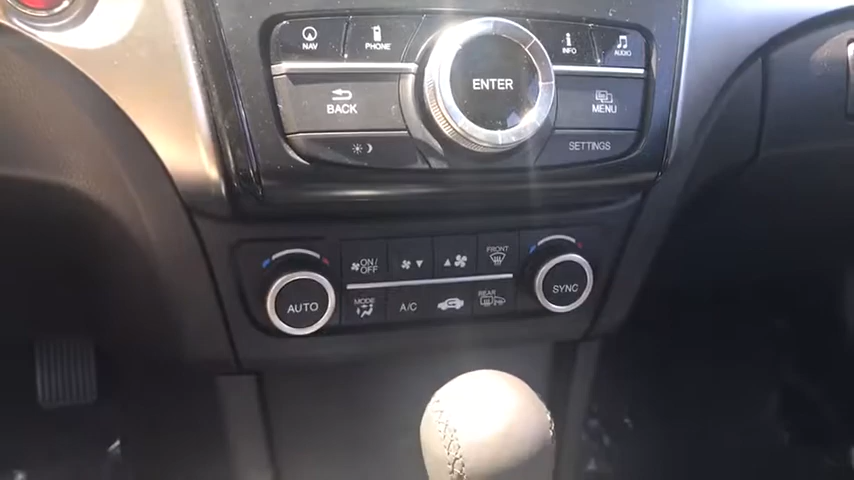 NAV
PHONE
INFO
AUDIO
ENTER
BACK
MENU
SETTINGS
ON/
OFF
FRONT
AUTO
MODE
A/C
REAR
SYNC